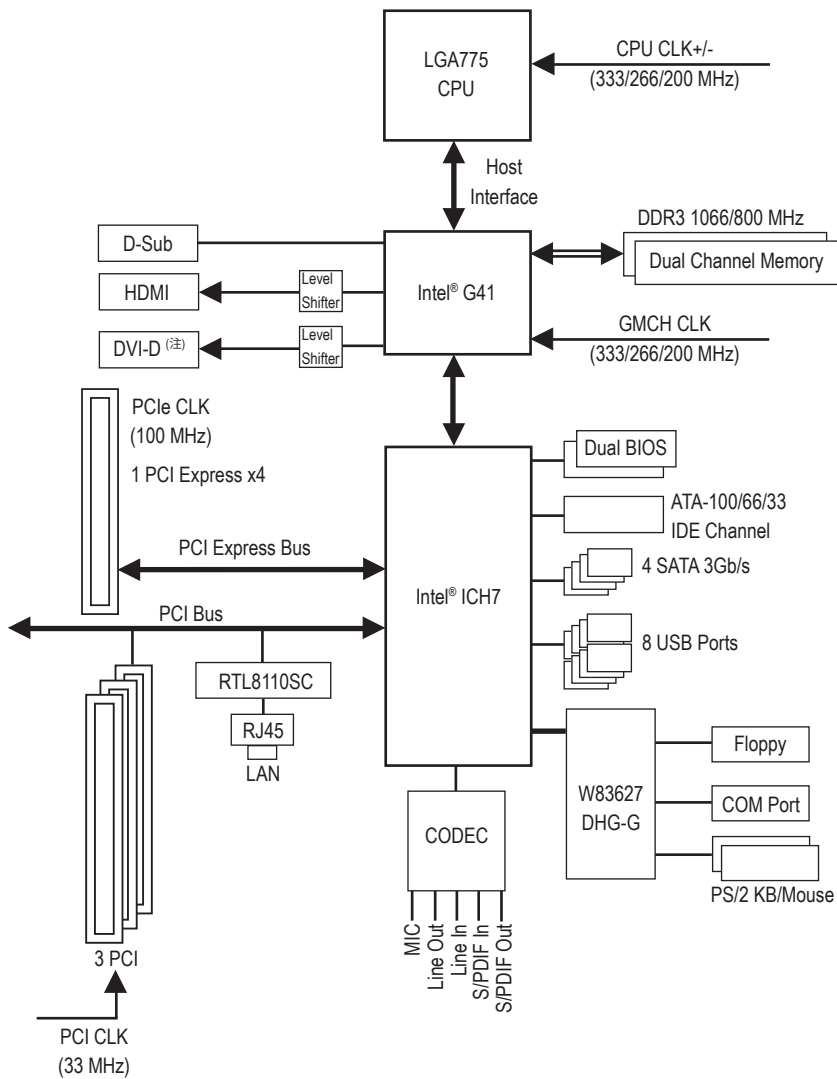 LGA775
CPU
CPU CLK+/-
(333/266/200 MHz)
Host
Interface
D-Sub
HDMI
Level
Shifter
DVI-D (注)
Level
Shifter
Intel® G41
DDR3 1066/800 MHz
Dual Channel Memory
GMCH CLK
(333/266/200 MHz)
PCIe CLK
(100 MHz)
1 PCI Express x4
PCI Express Bus
PCI Bus
Intel® ICH7
Dual BIOS
ATA-100/66/33
IDE Channel
4 SATA 3Gb/s
8 USB Ports
RTL8110SC
RJ45
LAN
W83627
DHG-G
Floppy
COM Port
PS/2 KB/Mouse
CODEC
MIC
Line Out
Line In
S/PDIF In
S/PDIF Out
3 PCI
PCI CLK
(33 MHz)